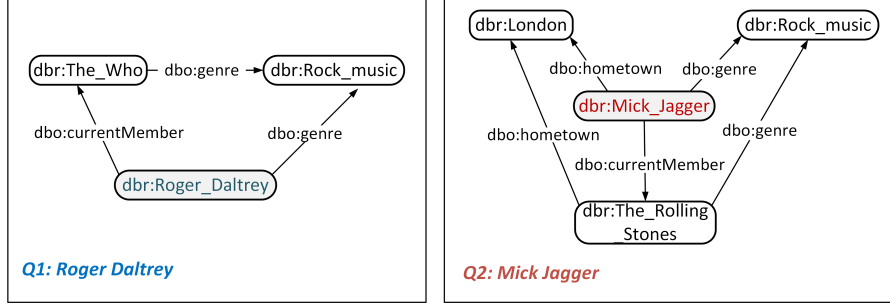 dbr:The_Who
dbo:genre
dbr:Rock_music
dbo:currentMember
dbo:genre
dbr:Roger_Daltrey
Q1: Roger Daltrey
dbr:London
dbr:Rock_music
dbo:hometown
dbo:genre
dbr:Mick_Jagger
dbo:hometown
dbo:genre
dbo:currentMember
dbr:The_Rolling
_Stones
Q2: Mick Jagger